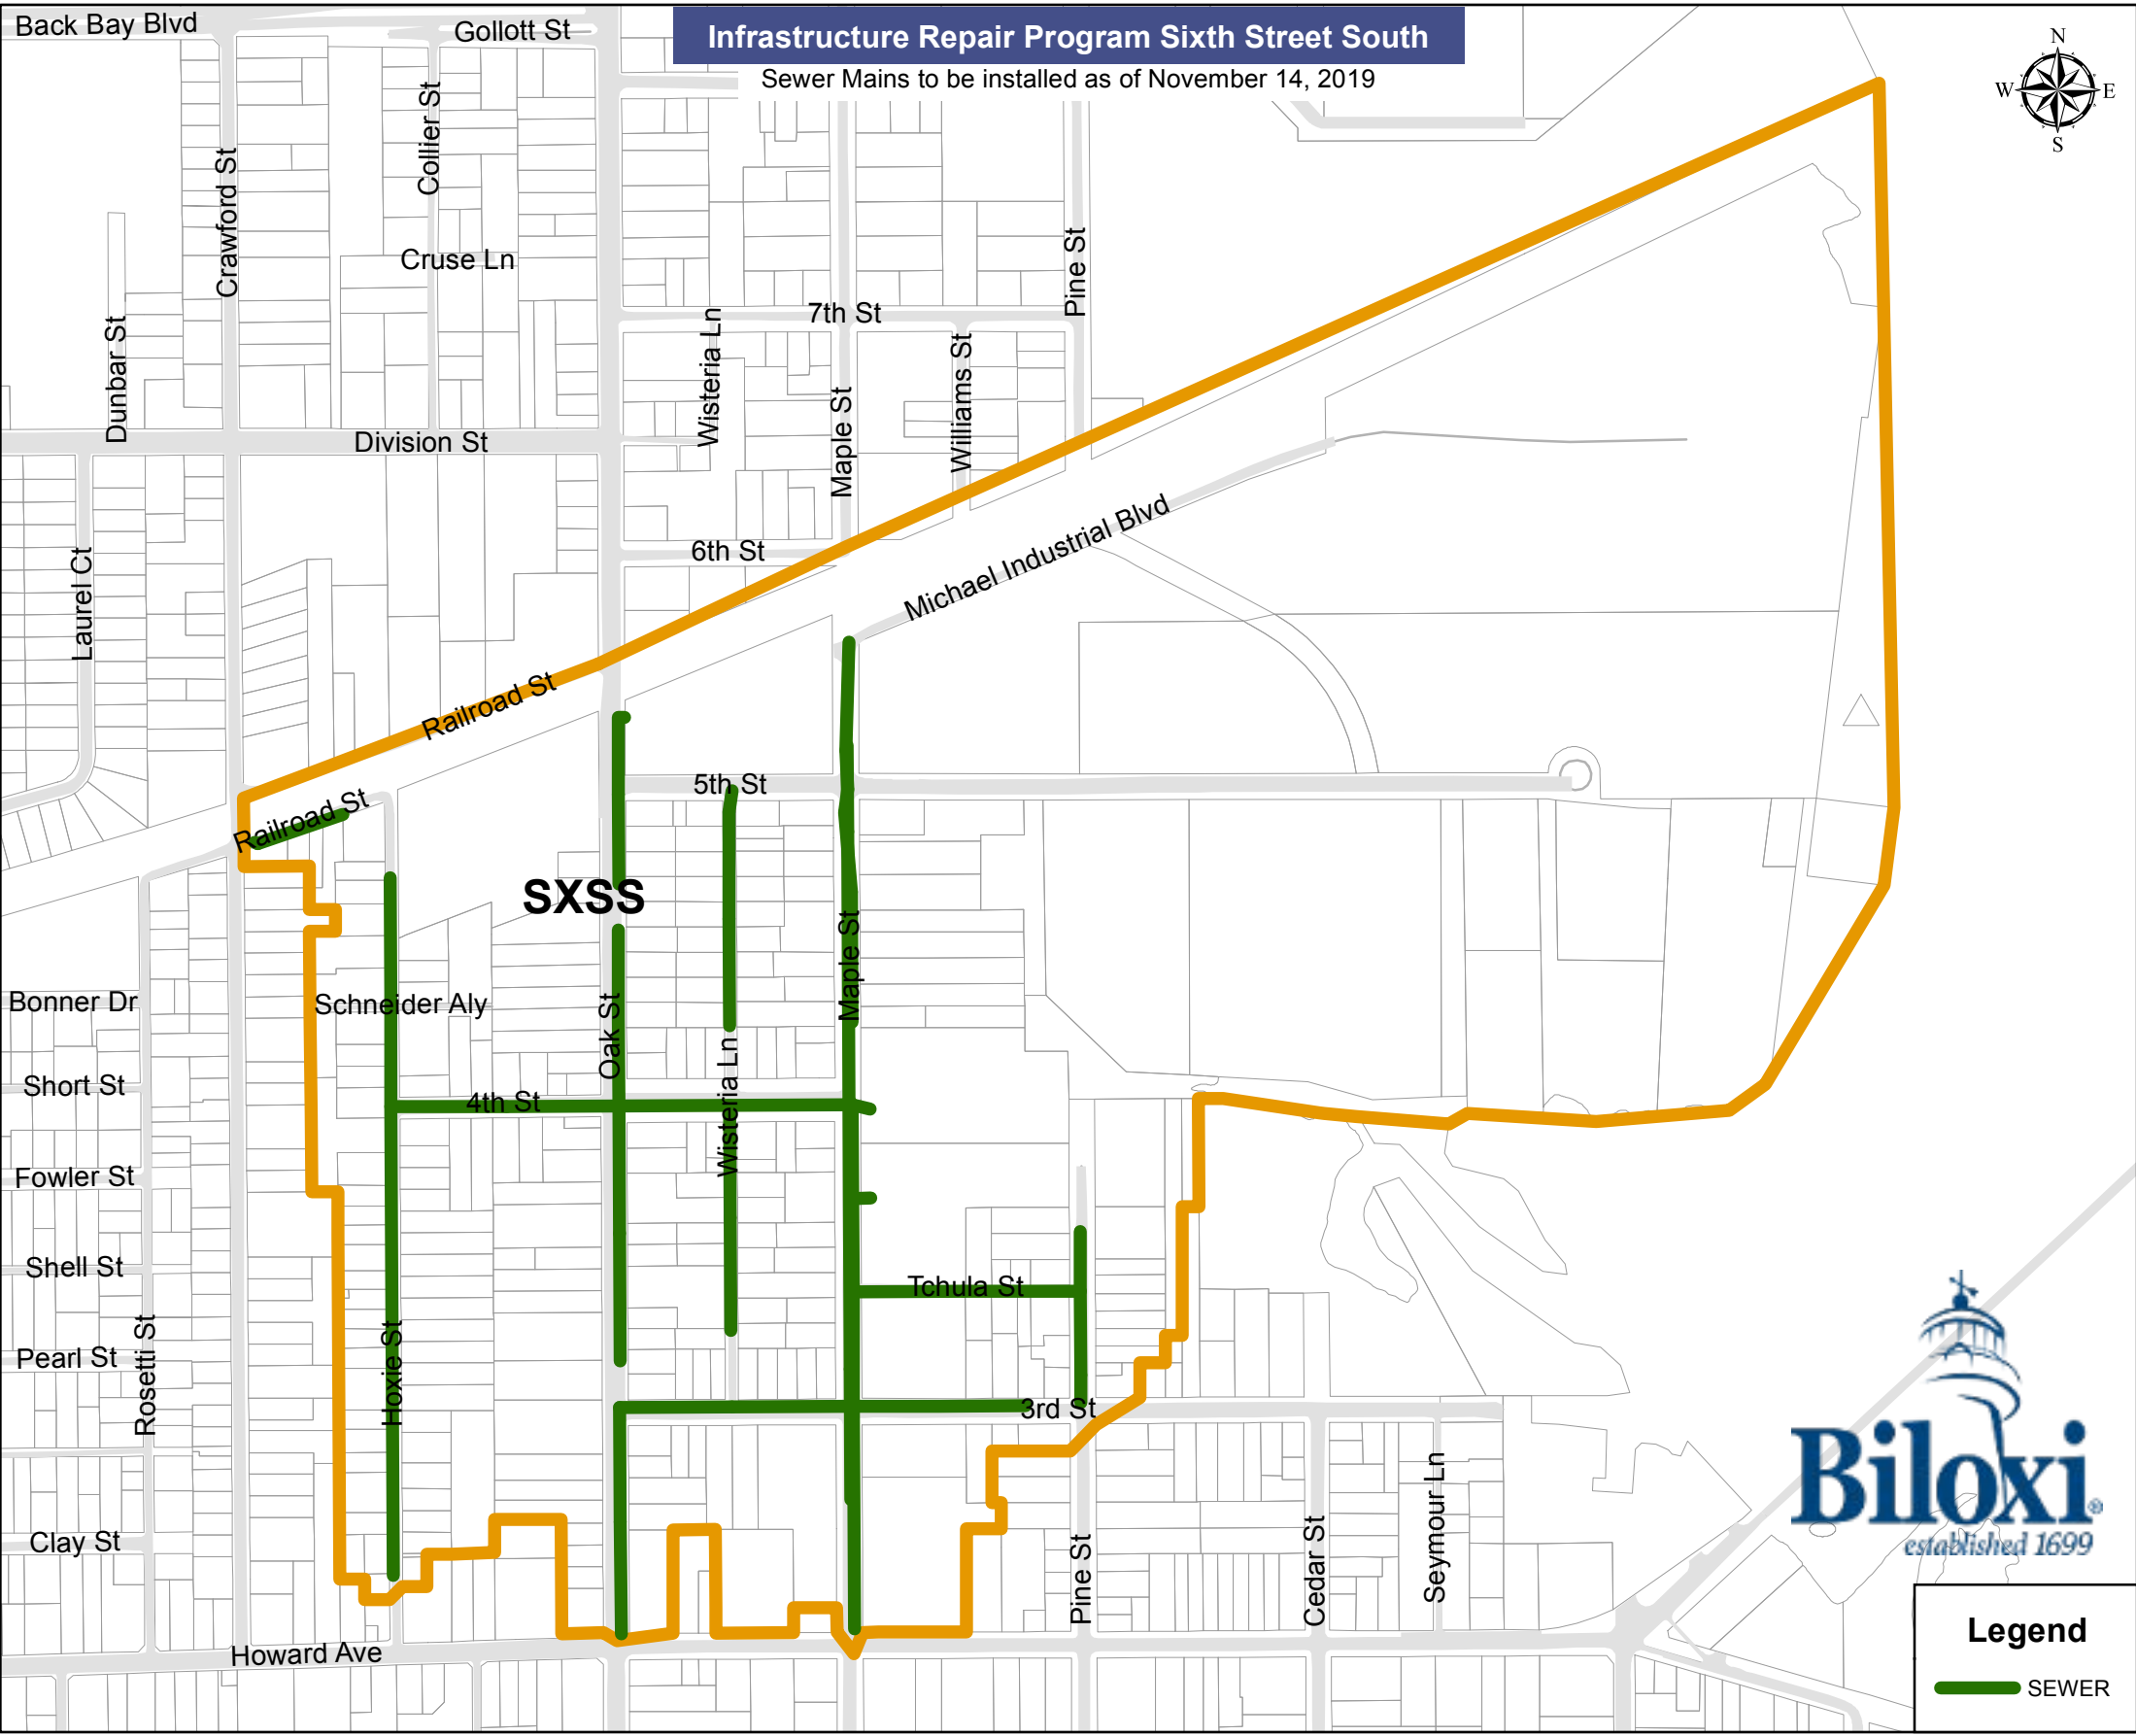 Back Bay Blvd
Gollott St
Infrastructure Repair Program Sixth Street South
Sewer Mains to be installed as of November 14, 2019
N
W
E
S
Collier St
Crawford St
Cruse Ln
Pine St
7th St
Dunbar St
Wisteria Ln
Williams St
Maple St
Division St
6th St
Michael Industrial Blvd
Laurel Ct
Railroad St
5th St
Railroad St
SXSS
Maple St
Bonner Dr
Schneider Aly
Oak St
Short St
4th St
Wisteria Ln
Fowler St
Shell St
Tchula St
Pearl St
Rosetti St
Hoxie St
3rd St
Clay St
Pine St
Cedar St
Seymour Ln
Howard Ave
Biloxi®
established 1699
Legend
SEWER